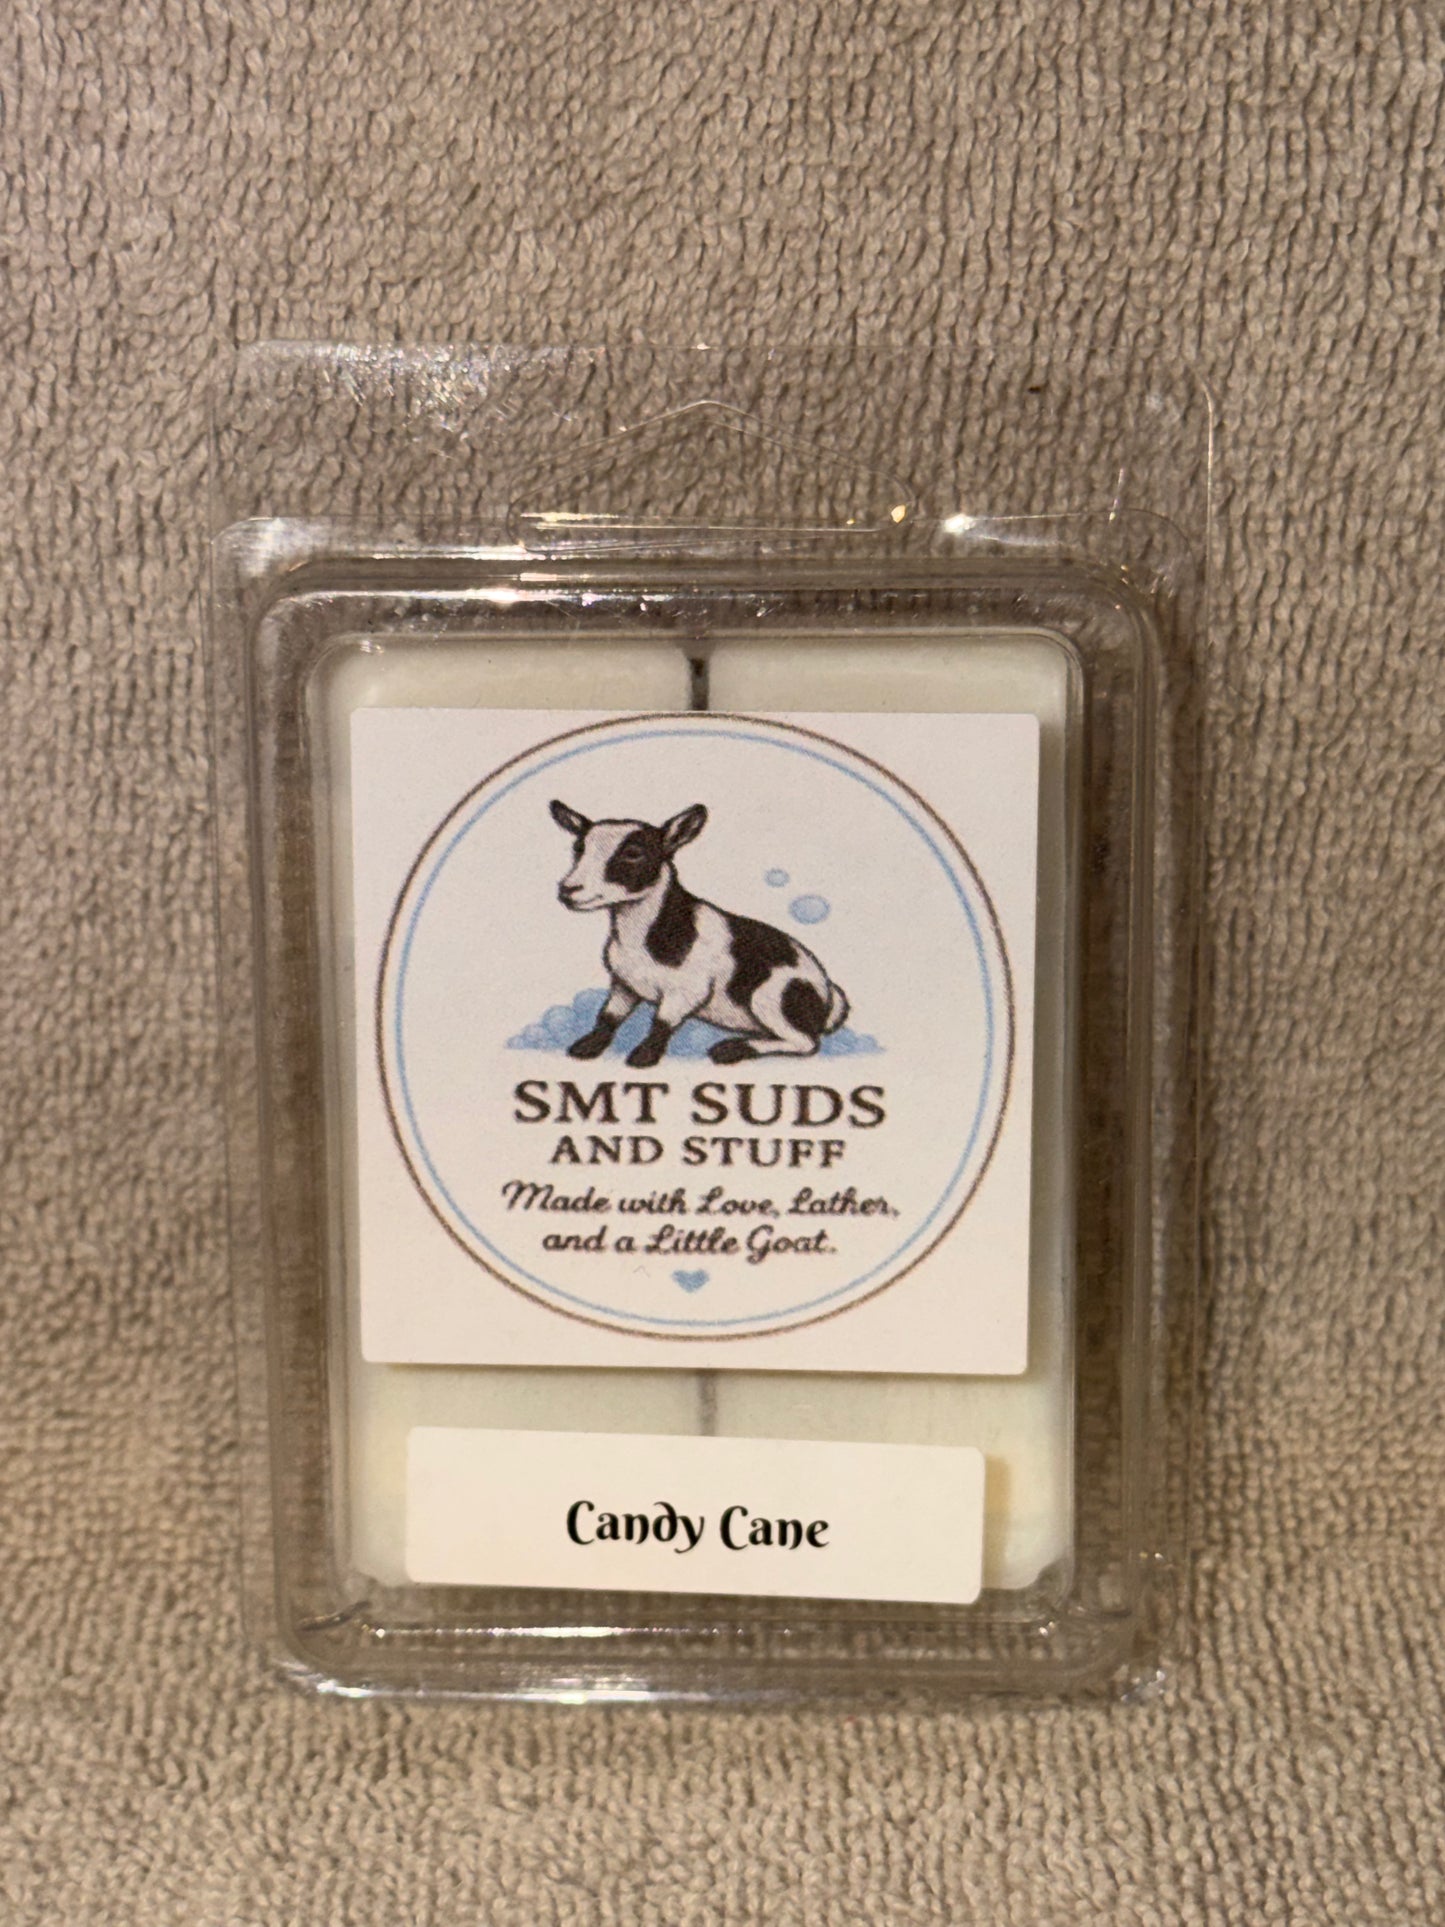 SMT SUDS
AND STUFF
Made with Love, Lather,
and a Little Goat.
Candy Cane